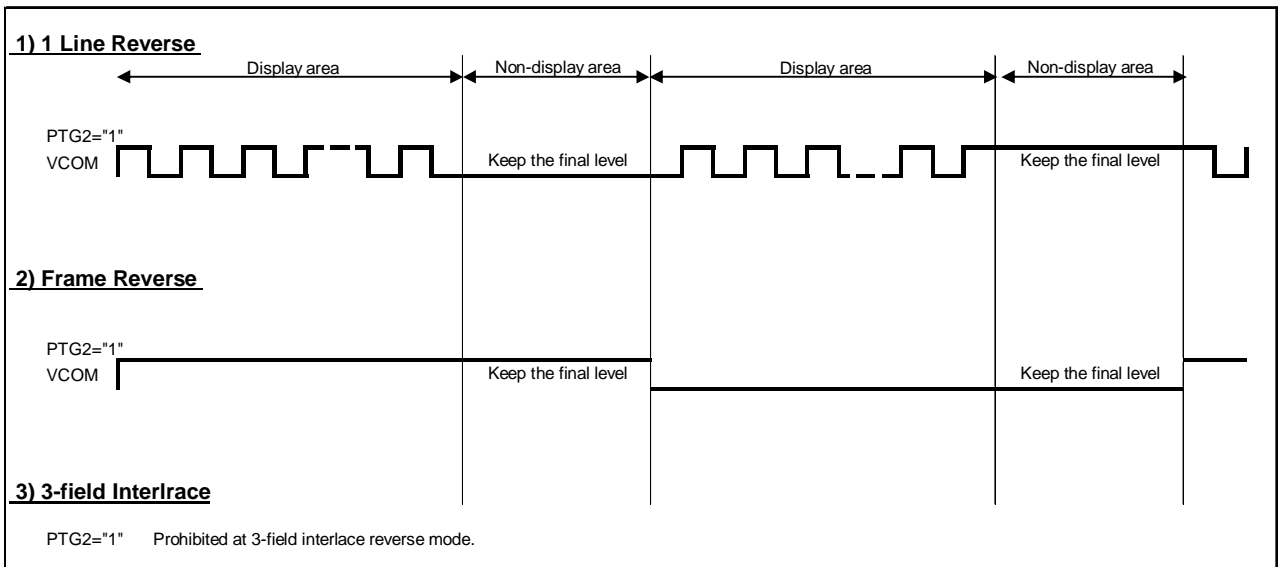 1) 1 Line Reverse
Display area Non-display area Display area Non-display area
PTG2="1"
VCOM Keep the final level Keep the final level
2) Frame Reverse
PTG2="1"
VCOM Keep the final level Keep the final level
3) 3-field Interlrace
PTG2="1" Prohibited at 3-field interlace reverse mode.